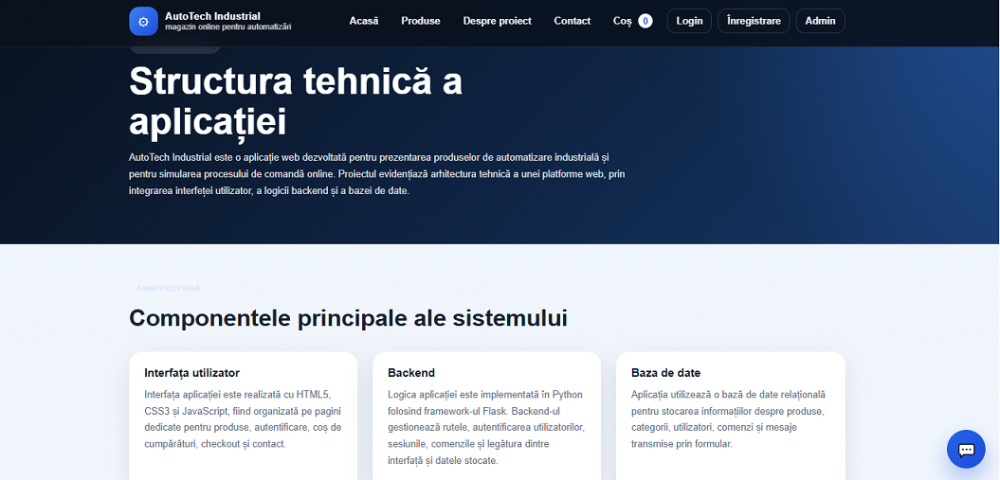 AutoTech Industrial
magazin online pentru automatizări
Acasă
Produse
Despre proiect
Contact
Coș 0
Login
Înregistrare
Admin
Structura tehnică a
aplicației
AutoTech Industrial este o aplicație web dezvoltată pentru prezentarea produselor de automatizare industrială și
pentru simularea procesului de comandă online. Proiectul evidențiază arhitectura tehnică a unei platforme web, prin
integrarea interfeței utilizator, a logicii backend și a bazei de date.
ARHITECTURĂ
Componentele principale ale sistemului
Interfața utilizator
Interfața aplicației este realizată cu HTML5,
CSS3 și JavaScript, fiind organizată pe pagini
dedicate pentru produse, autentificare, coș de
cumpărături, checkout și contact.
Backend
Logica aplicației este implementată în Python
folosind framework-ul Flask. Backend-ul
gestionează rutele, autentificarea utilizatorilor,
sesiunile, comenzile și legătura dintre
interfață și datele stocate.
Baza de date
Aplicația utilizează o bază de date relațională
pentru stocarea informațiilor despre produse,
categorii, utilizatori, comenzi și mesaje
transmise prin formular.